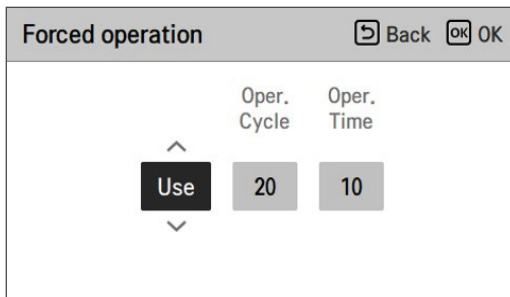 Forced operation
Back OK OK
Oper. Oper.
Cycle Time
Use 20 10